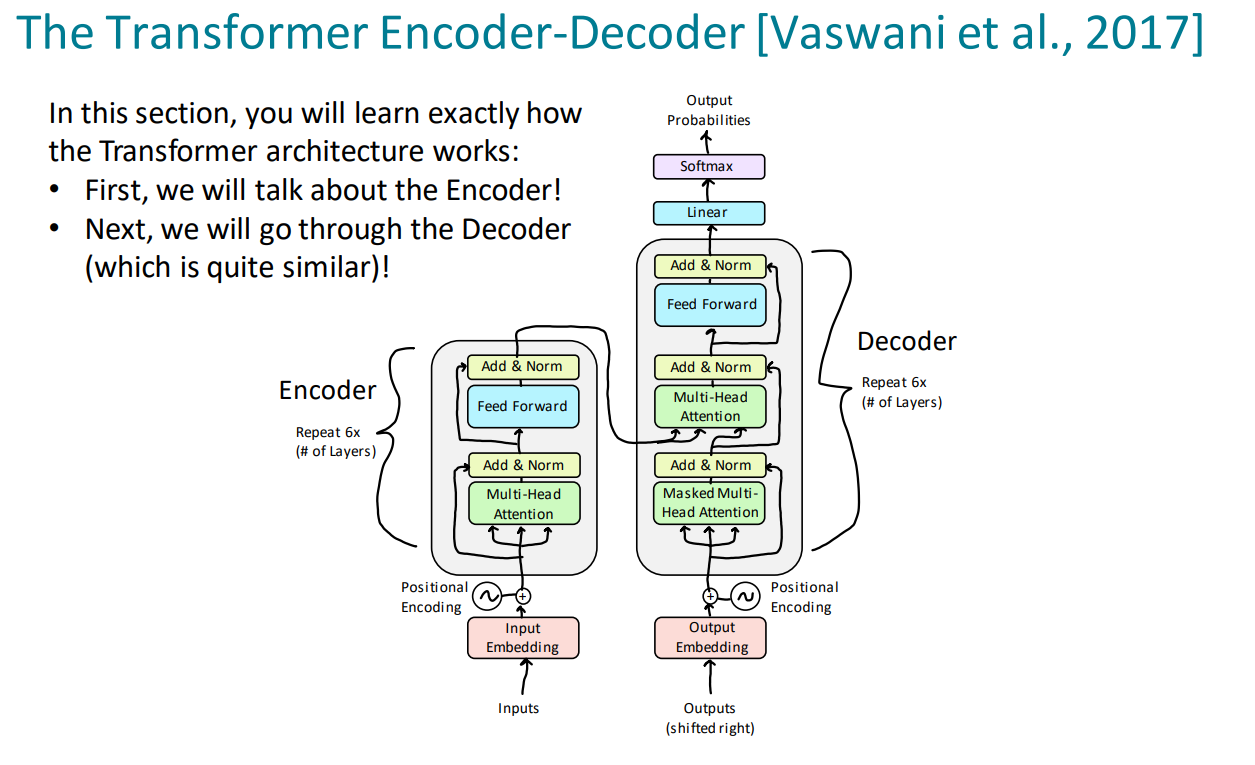 The Transformer Encoder-Decoder [Vaswani et al., 2017]
In this section, you will learn exactly how
the Transformer architecture works:
• First, we will talk about the Encoder!
• Next, we will go through the Decoder
(which is quite similar)!
Output
Probabilities
Softmax
Linear
Add & Norm
Feed Forward
Add & Norm
Multi-Head
Attention
Add & Norm
Masked Multi-
Head Attention
Decoder
Repeat 6x
(# of Layers)
Encoder
Repeat 6x
(# of Layers)
Add & Norm
Feed Forward
Add & Norm
Multi-Head
Attention
Positional
Encoding
+
Input
Embedding
Inputs
+
Positional
Encoding
Output
Embedding
Outputs
(shifted right)